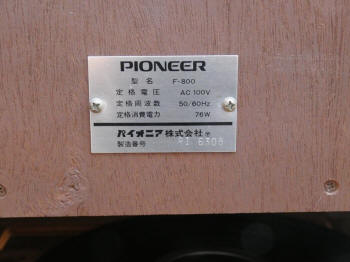 PIONEER
型名 F-800
定格電圧 AC 100V
定格周波数 50/60Hz
定格消費電力 76W
パイオニア株式会社
製造番号 6308